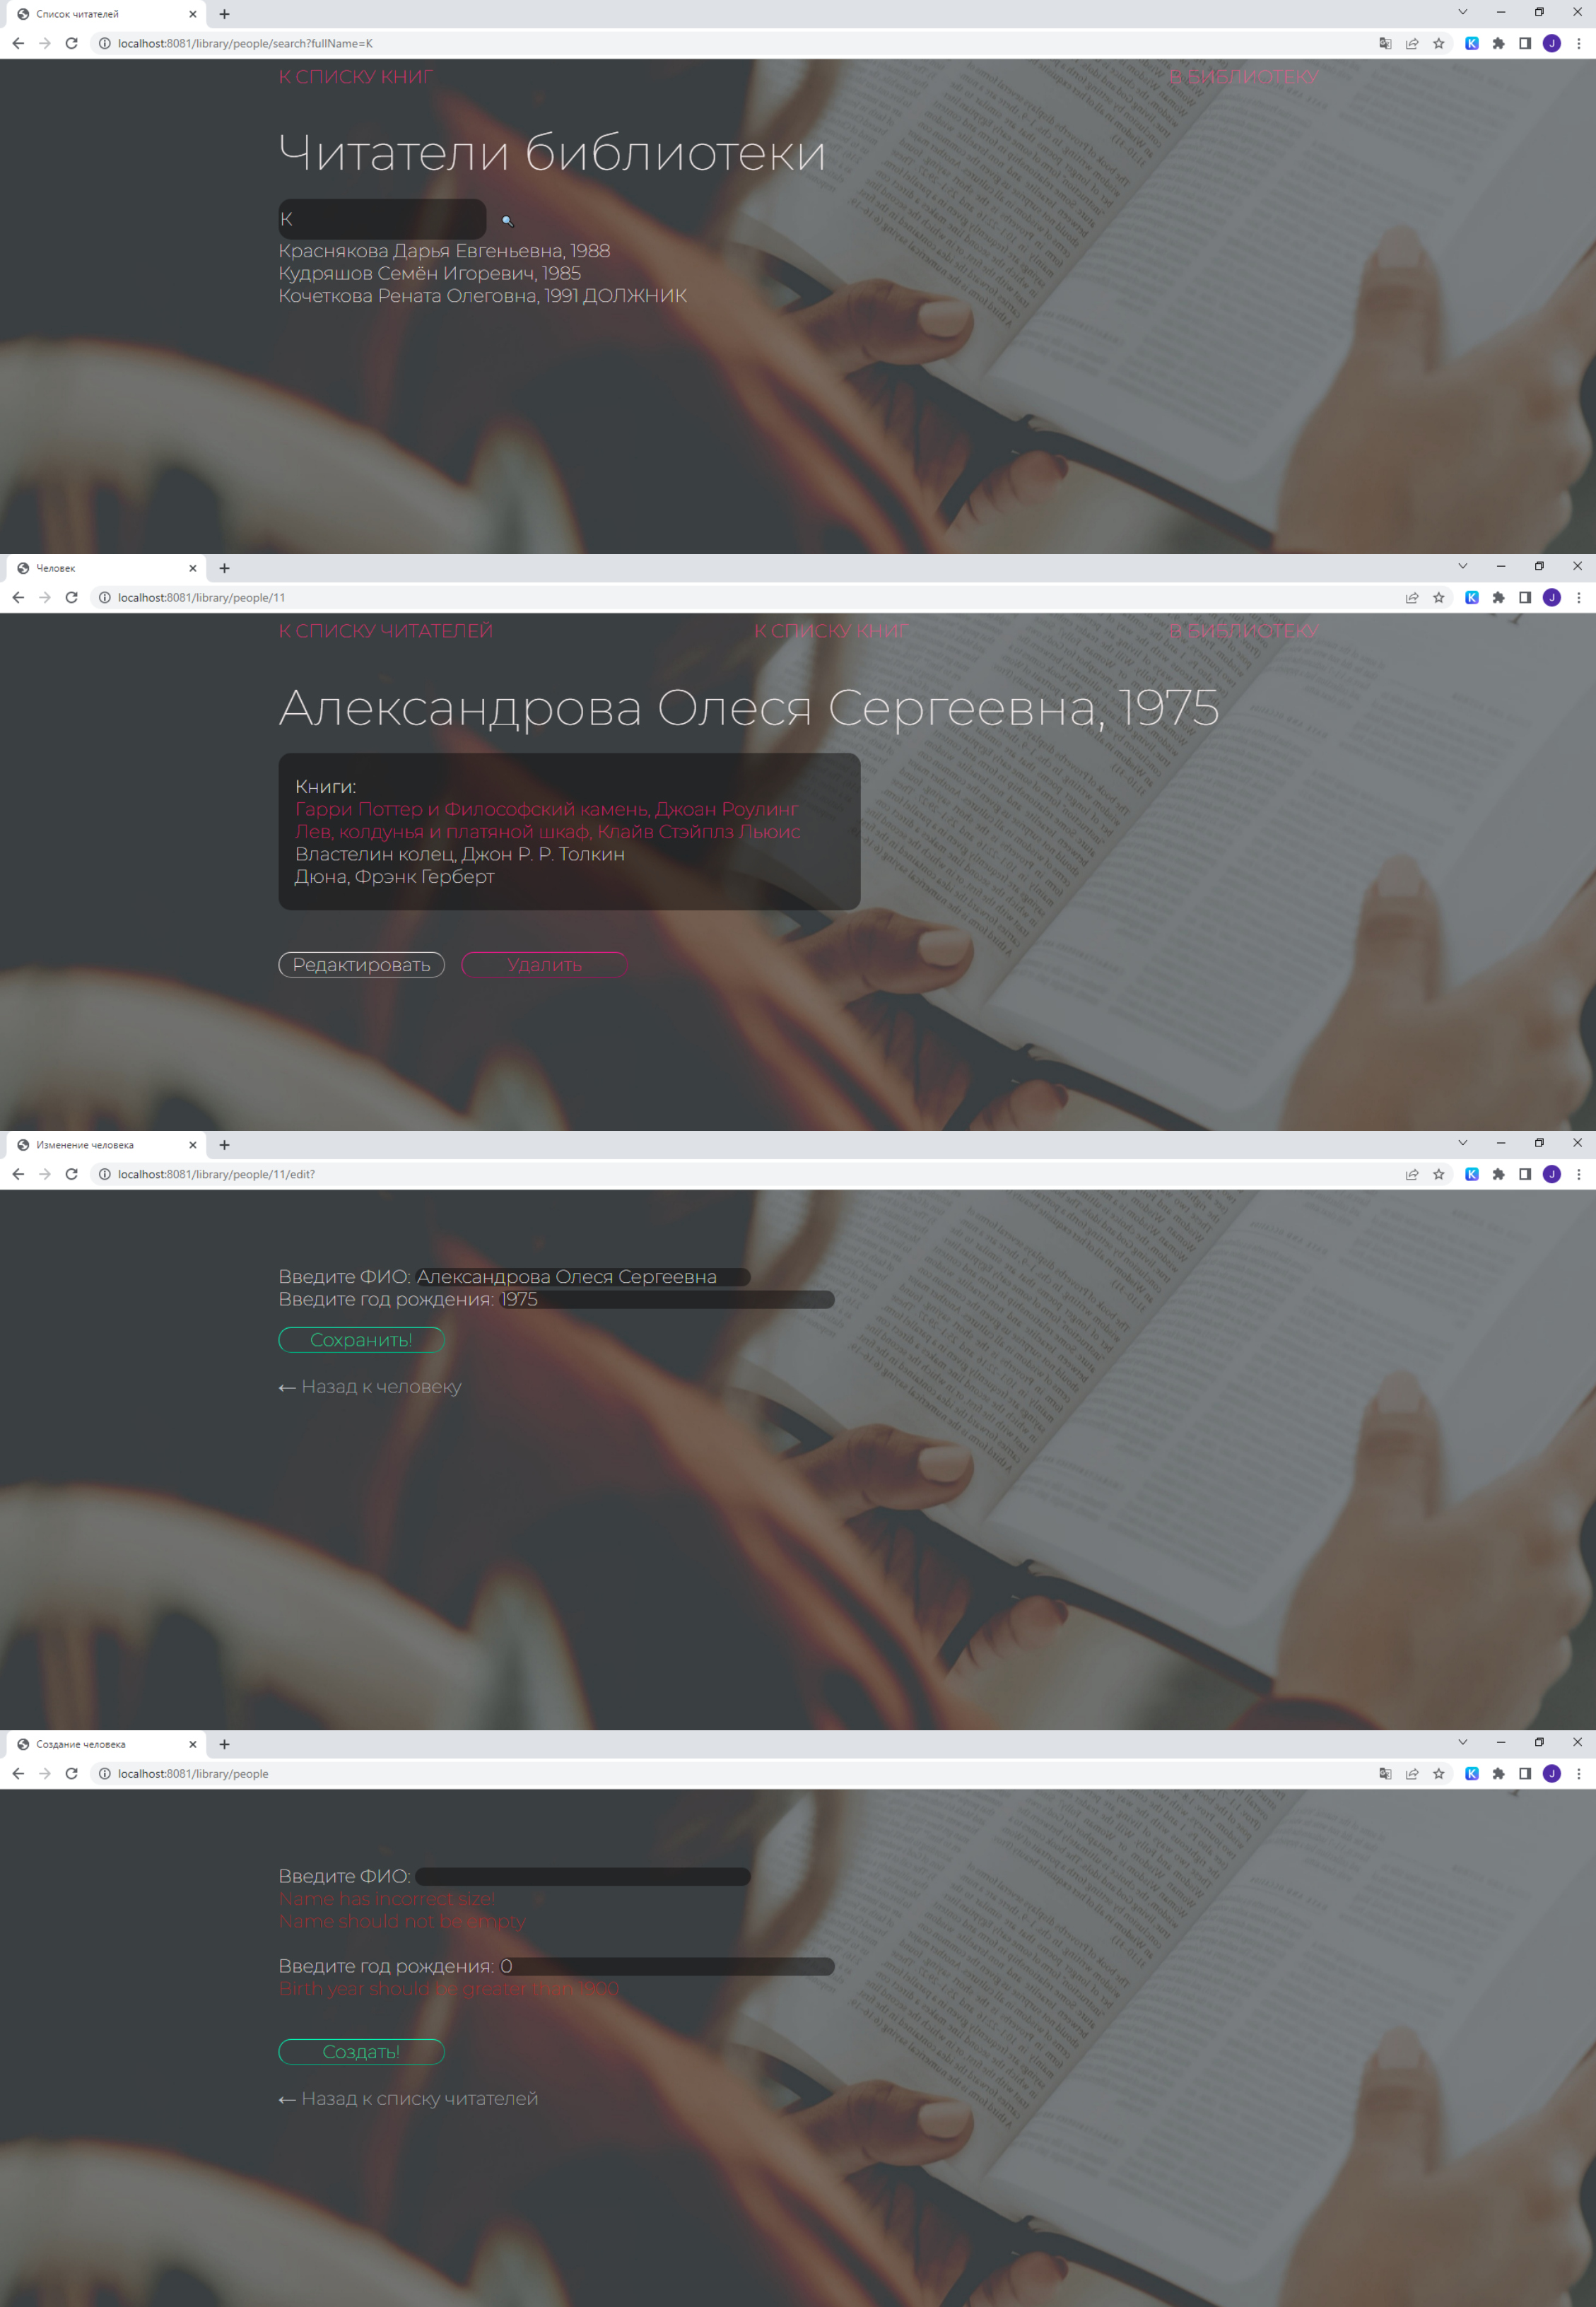 Список читателей
localhost:8081/library/people/search?fullName=K
К СПИСКУ КНИГ
В БИБЛИОТЕКУ
Читатели библиотеки
К
Краснякова Дарья Евгеньевна, 1988
Кудряшов Семён Игоревич, 1985
Кочеткова Рената Олеговна, 1991 ДОЛЖНИК
Человек
localhost:8081/library/people/11
К СПИСКУ ЧИТАТЕЛЕЙ
К СПИСКУ КНИГ
В БИБЛИОТЕКУ
Александрова Олеся Сергеевна, 1975
Книги:
Гарри Поттер и Философский камень, Джоан Роулинг
Лев, колдунья и платяной шкаф, Клайв Стэйплз Льюис
Властелин колец, Джон Р. Р. Толкин
Дюна, Фрэнк Герберт
Редактировать
Удалить
Изменение человека
localhost:8081/library/people/11/edit?
Введите ФИО: Александрова Олеся Сергеевна
Введите год рождения: 1975
Сохранить!
← Назад к человеку
Создание человека
localhost:8081/library/people
Введите ФИО:
Name has incorrect size!
Name should not be empty
Введите год рождения: 0
Birth year should be greater than 1900
Создать!
← Назад к списку читателей